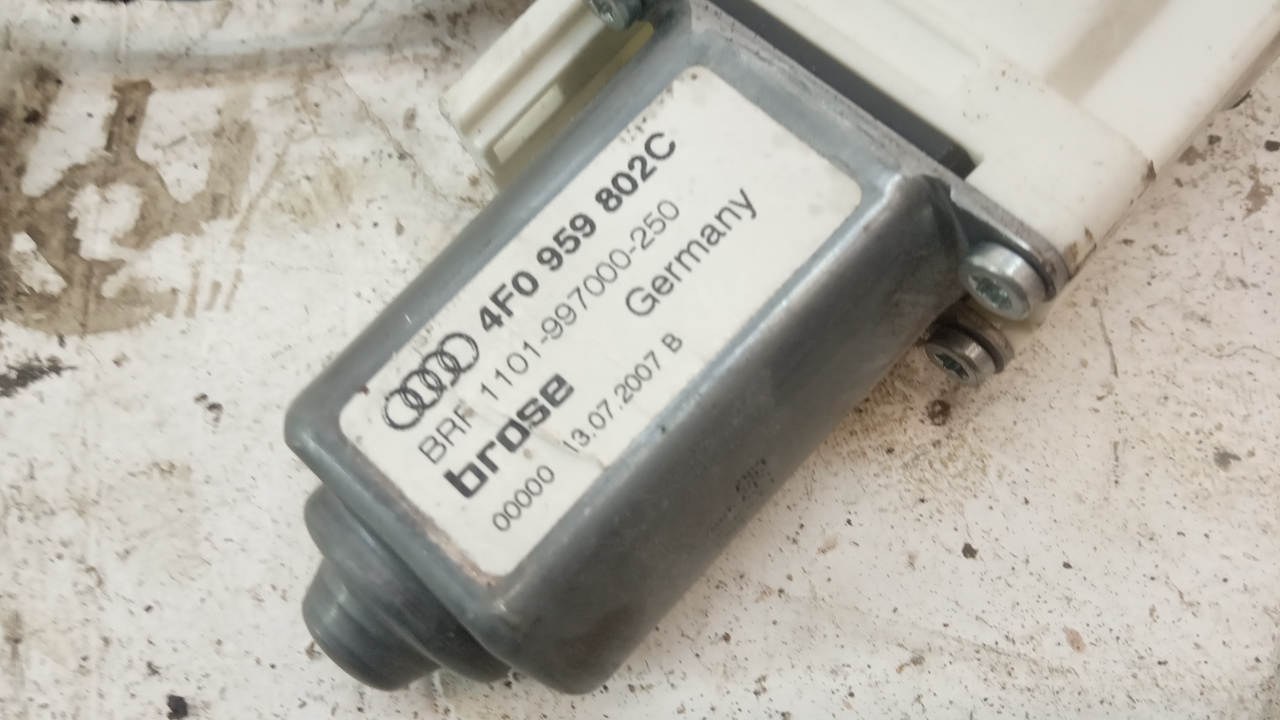 4F0 959 802C
BRF 1101-997000-250
brose Germany
00000 13.07.2007 B